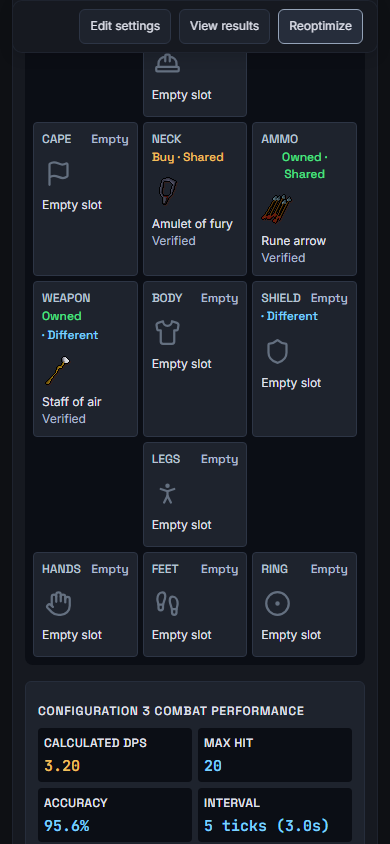 Edit settings View results Reoptimize
Empty slot
CAPE Empty
Empty slot
NECK
Buy · Shared
Amulet of fury
Verified
AMMO
Owned ·
Shared
Rune arrow
Verified
WEAPON
Owned
· Different
Staff of air
Verified
BODY Empty
Empty slot
SHIELD Empty
· Different
Empty slot
LEGS Empty
Empty slot
HANDS Empty
Empty slot
FEET Empty
Empty slot
RING Empty
Empty slot
CONFIGURATION 3 COMBAT PERFORMANCE
CALCULATED DPS
3.20
MAX HIT
20
ACCURACY
95.6%
INTERVAL
5 ticks (3.0s)